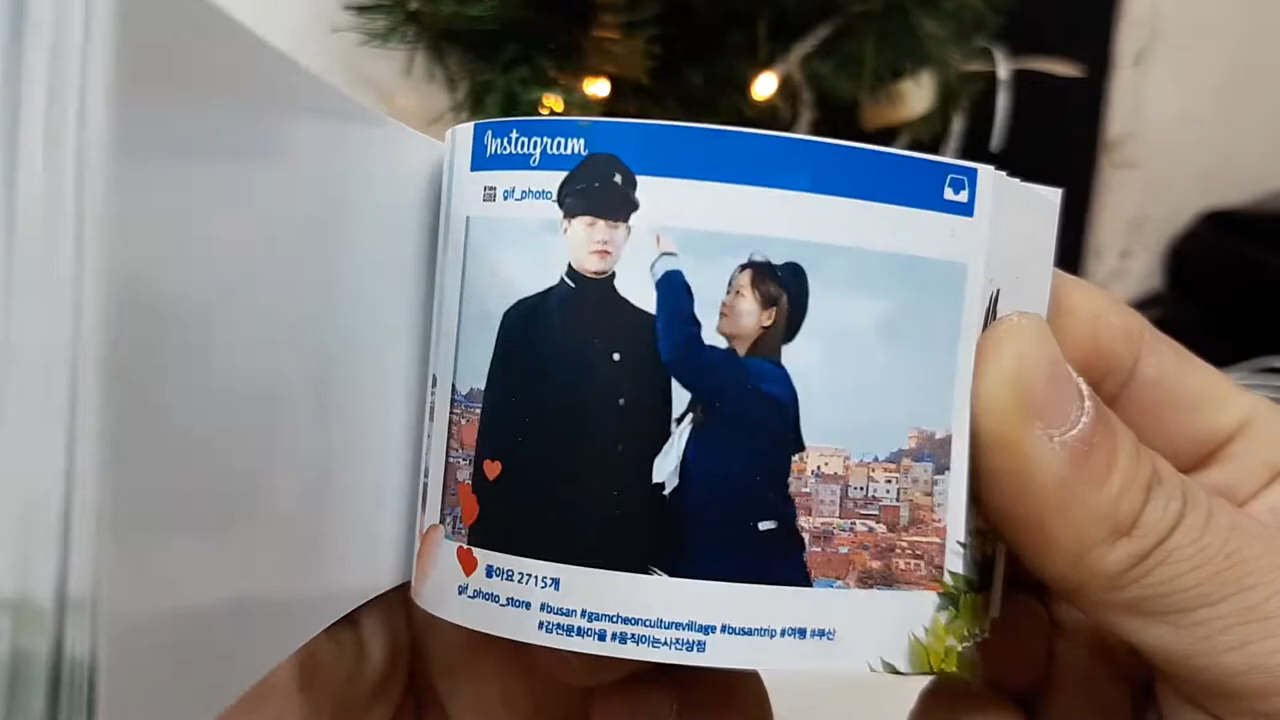 Instagram
gif_photo_
좋아요 2715개
gif_photo_store #busan #gamcheonculturevillage #busantrip #여행 #부산
#감천문화마을 #움직이는사진상점